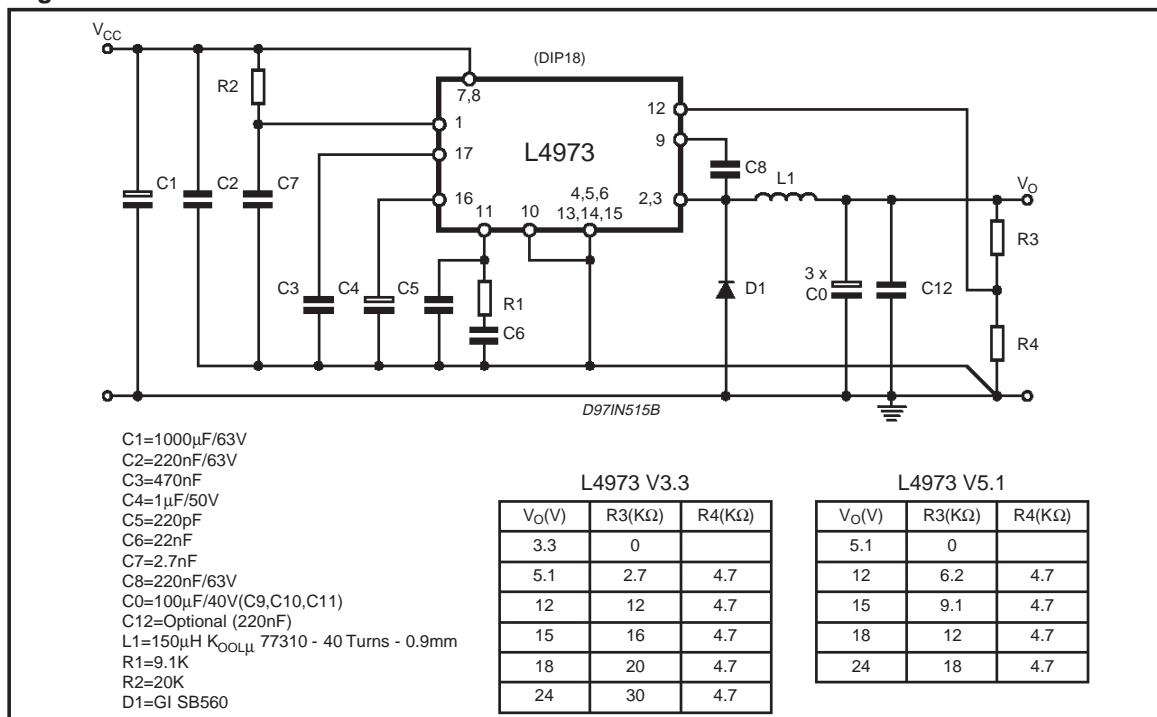 VCC
(DIP18)
R2
7,8
12
1
9
L4973
17
C8
L1
C1
C2
C7
16
4,5,6
2,3
VO
11
10
13,14,15
R3
C3
C4
C5
R1
D1
3 x
C0
C12
C6
R4
D97IN515B
C1=1000µF/63V
C2=220nF/63V
C3=470nF
C4=1µF/50V
C5=220pF
C6=22nF
C7=2.7nF
C8=220nF/63V
C0=100µF/40V(C9,C10,C11)
C12=Optional (220nF)
L1=150µH KOOLµ 77310 - 40 Turns - 0.9mm
R1=9.1K
R2=20K
D1=GI SB560
L4973 V3.3
VO(V) R3(KΩ) R4(KΩ)
3.3 0
5.1 2.7 4.7
12 12 4.7
15 16 4.7
18 20 4.7
24 30 4.7
L4973 V5.1
VO(V) R3(KΩ) R4(KΩ)
5.1 0
12 6.2 4.7
15 9.1 4.7
18 12 4.7
24 18 4.7